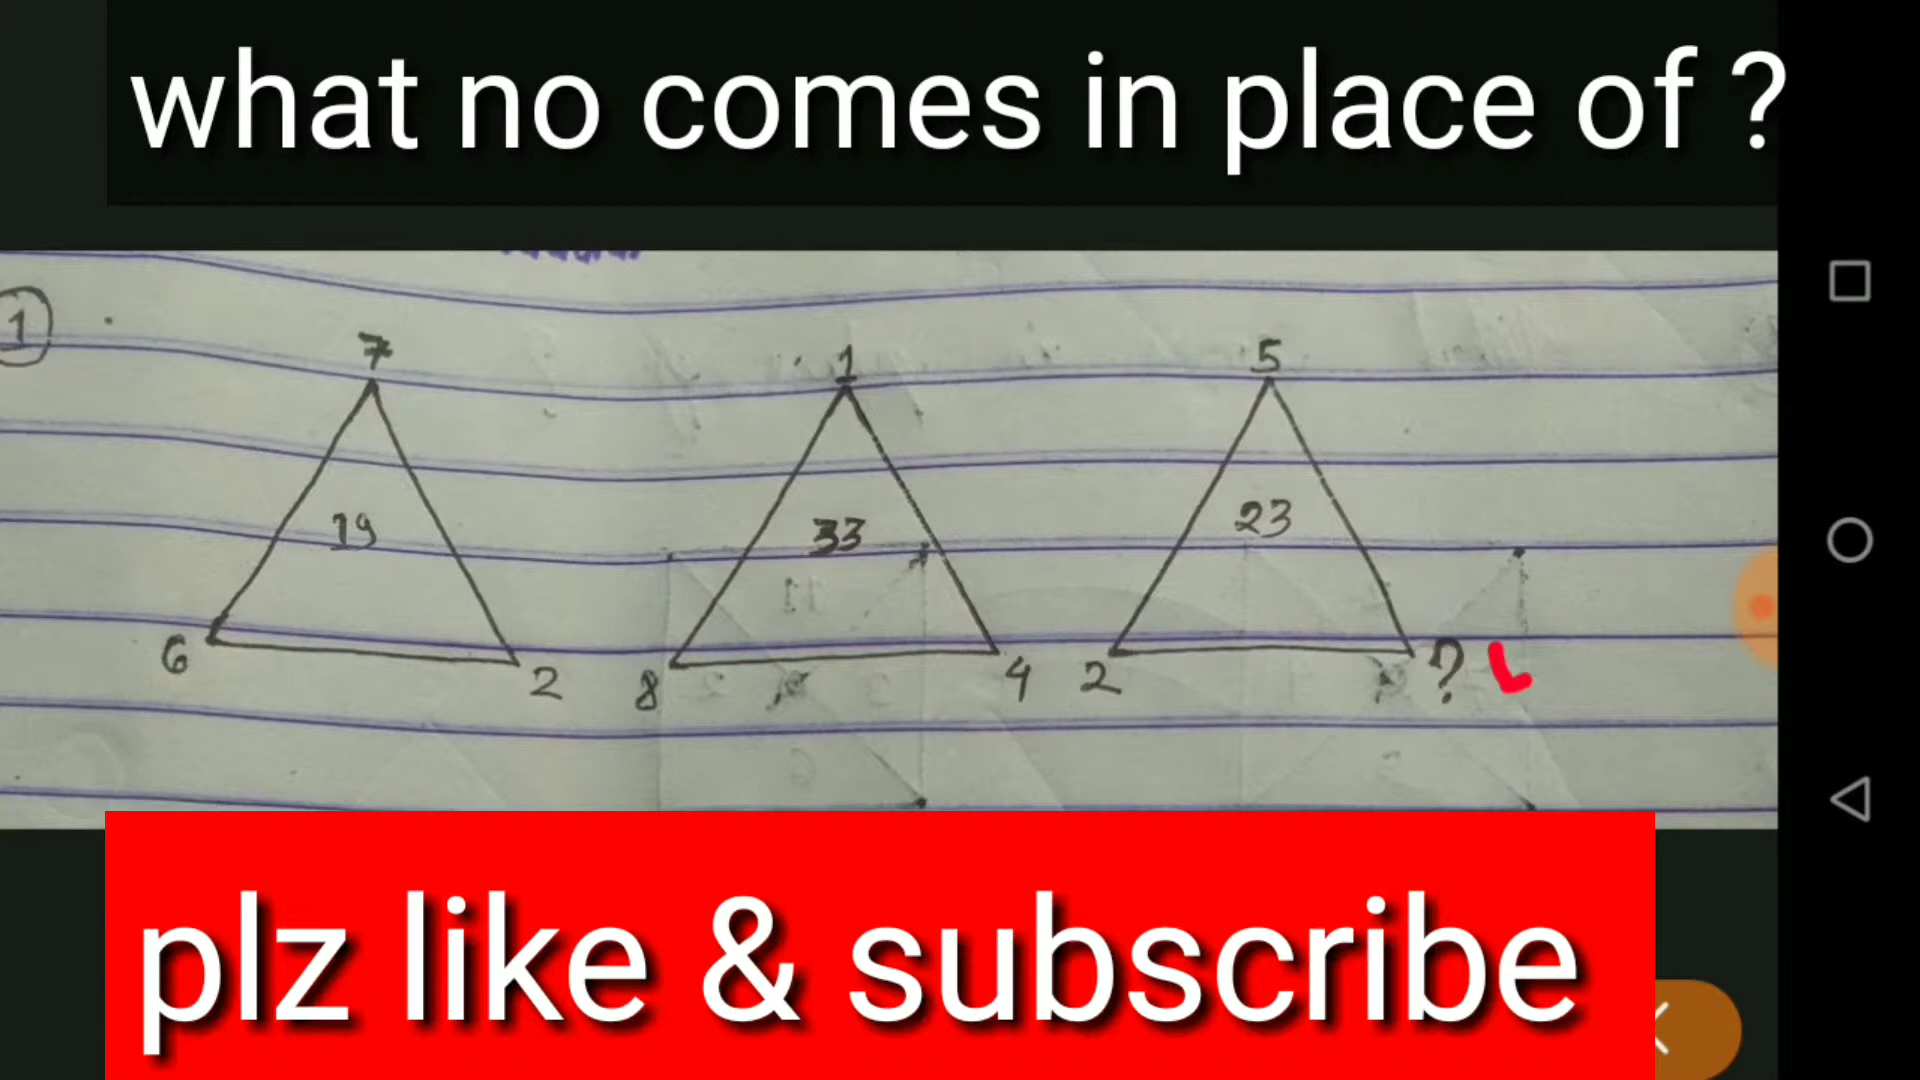 what no comes in place of ?
1
7 1 5
19 33 23
6 2 8 4 2 ?
plz like & subscribe